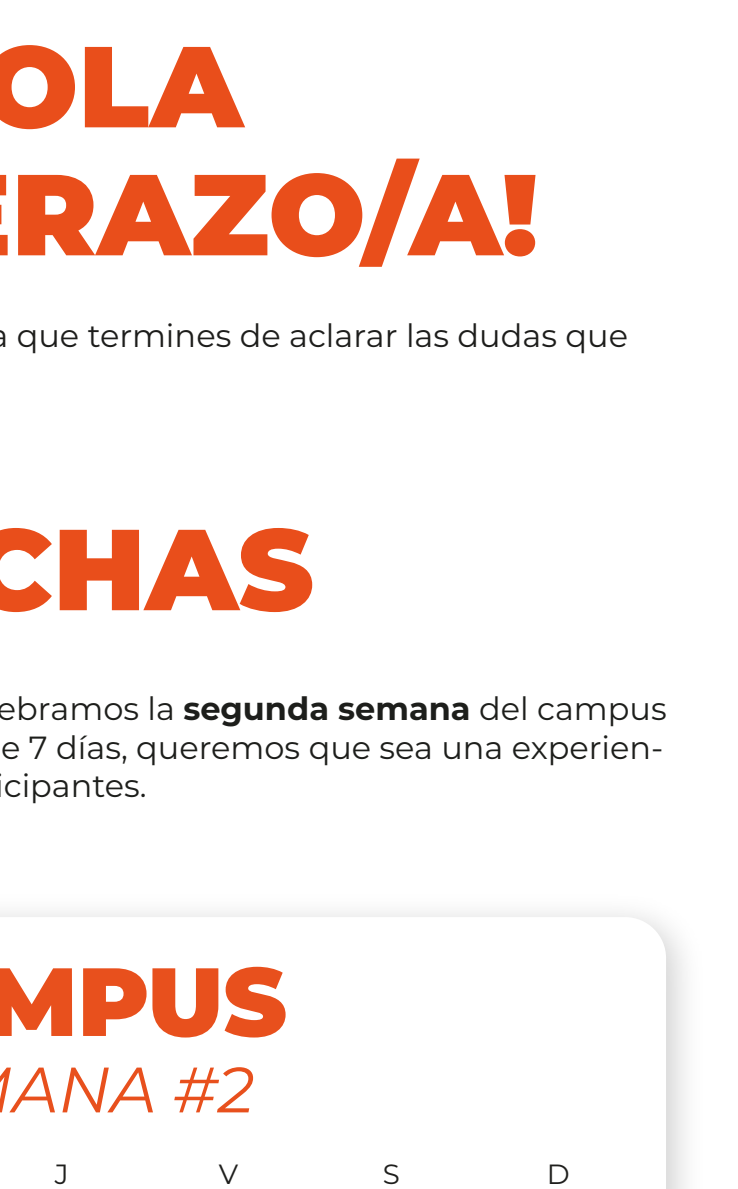 OLA
ERAZO/A!
a que termines de aclarar las dudas que
CHAS
ebramos la segunda semana del campus
e 7 días, queremos que sea una experien-
icipantes.
MPUS
MANA #2
J V S D